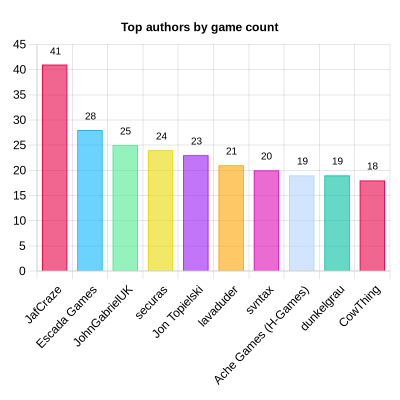 Top authors by game count
45
40
35
30
25
20
15
10
5
0
41
28
25
24
23
21
20
19
19
18
JafCraze
Escada Games
JohnGabrielUK
securas
Jon Topielski
lavaduder
svntax
Ache Games (H-Games)
dunkelgrau
CowThing